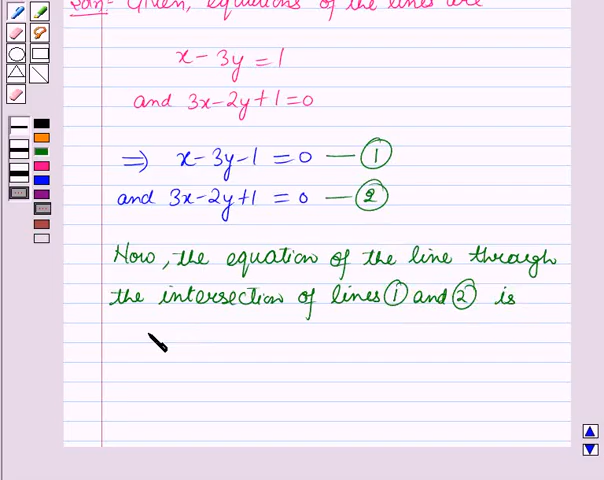 Soln:- Given, equations of the lines are
x - 3y = 1
and 3x - 2y + 1 = 0
⇒ x - 3y - 1 = 0 — ①
and 3x - 2y + 1 = 0 — ②
Now, the equation of the line through
the intersection of lines ① and ② is